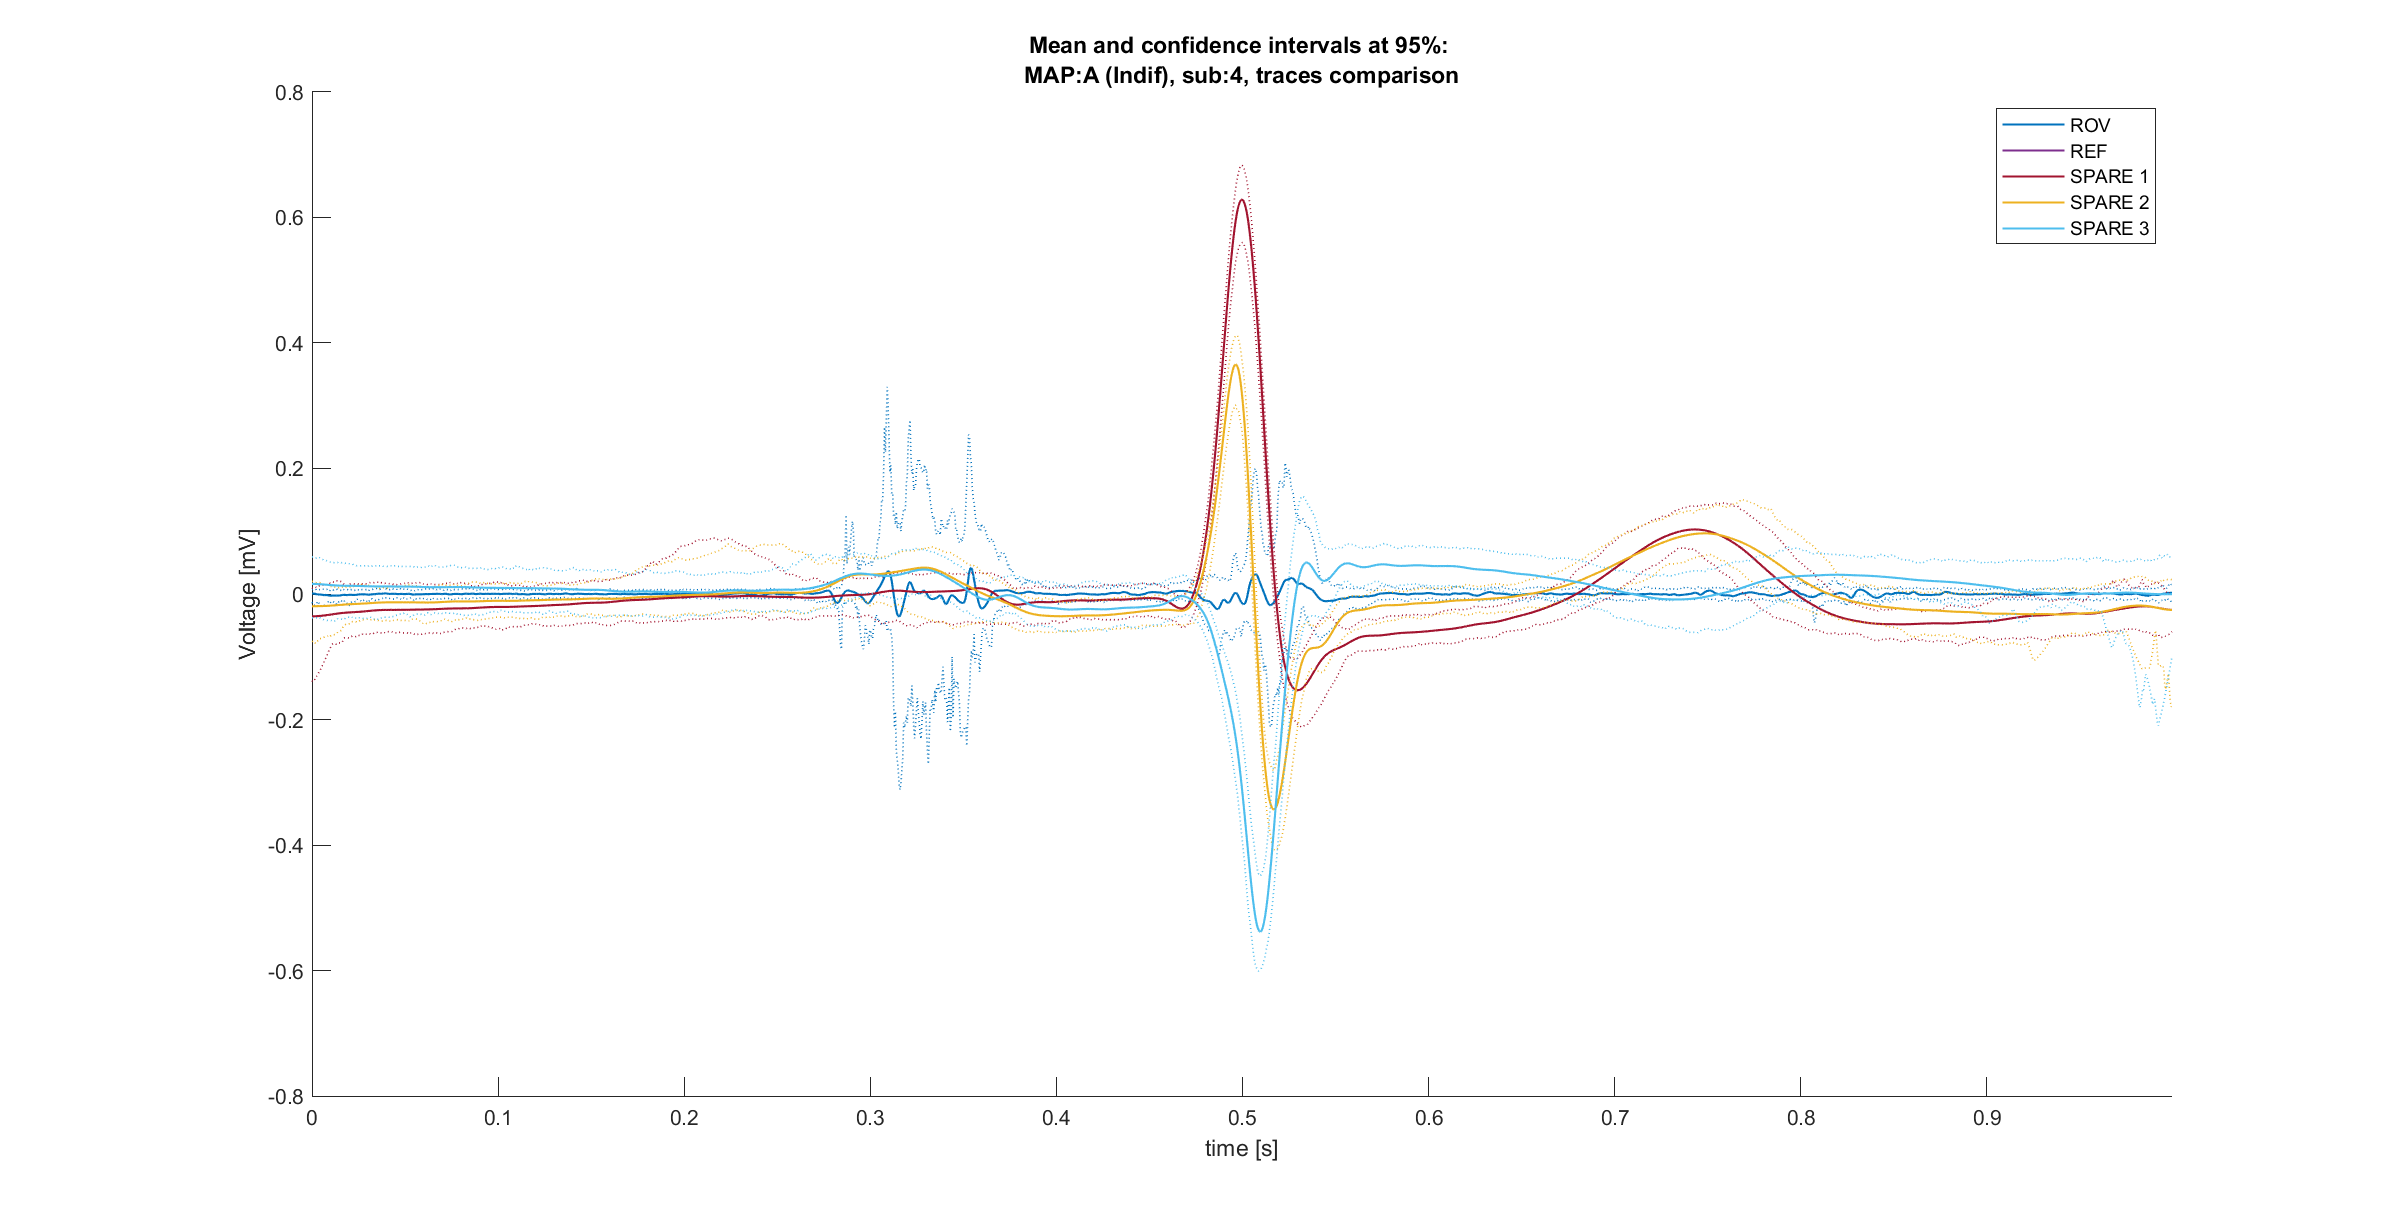 Mean and confidence intervals at 95%:
MAP:A (Indif), sub:4, traces comparison
0.8
0.6
0.4
0.2
0
-0.2
-0.4
-0.6
-0.8
Voltage [mV]
ROV
REF
SPARE 1
SPARE 2
SPARE 3
0
0.1
0.2
0.3
0.4
0.5
0.6
0.7
0.8
0.9
time [s]